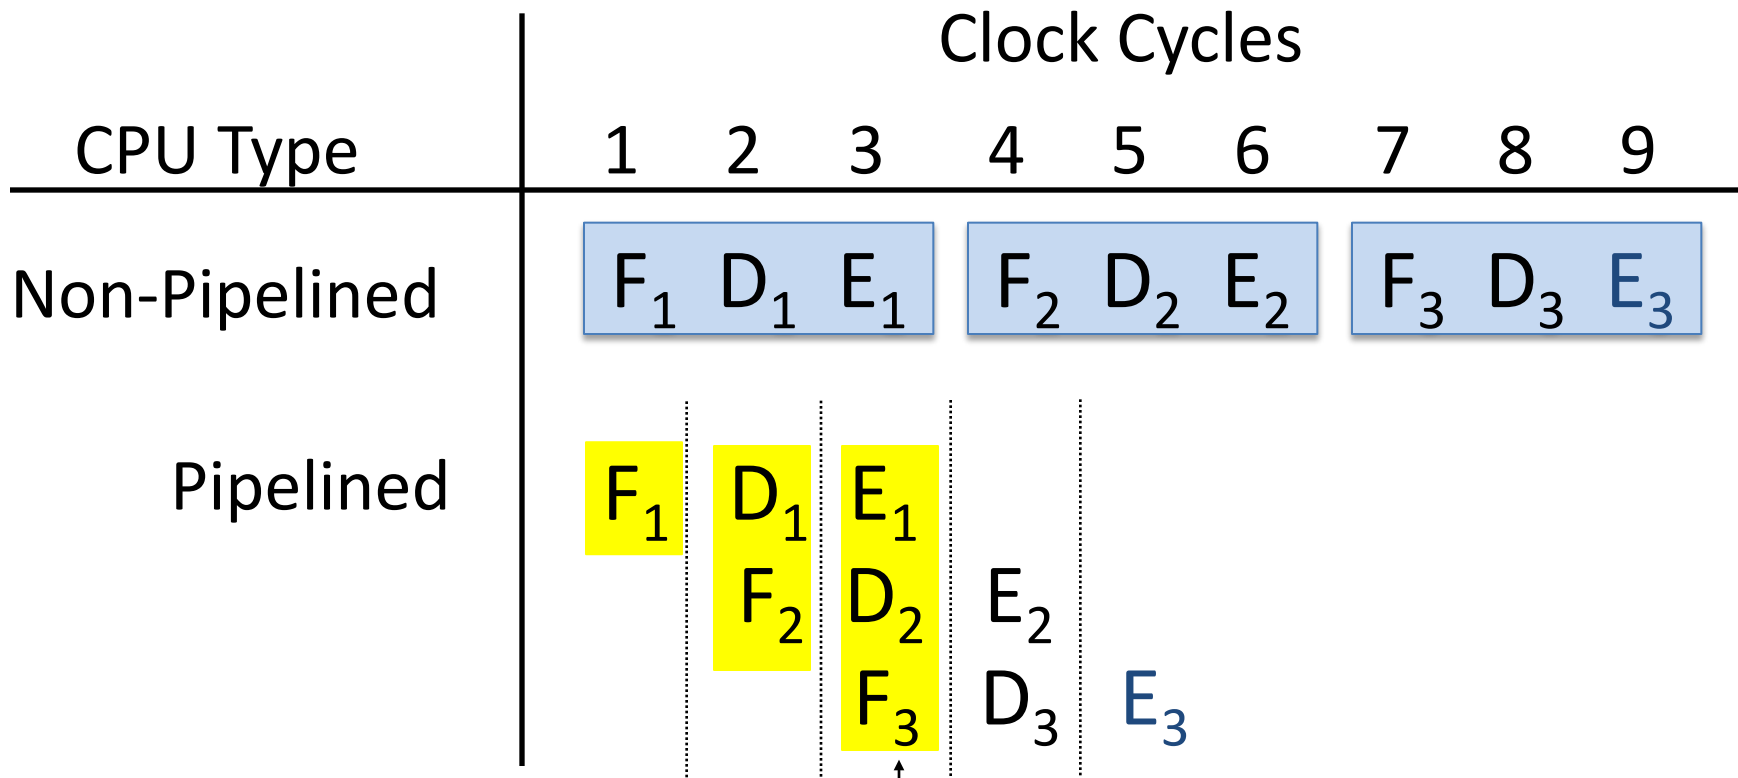 Clock Cycles
CPU Type 1 2 3 4 5 6 7 8 9
Non-Pipelined F1 D1 E1 F2 D2 E2 F3 D3 E3
Pipelined F1 D1 E1
F2 D2 E2
F3 D3 E3